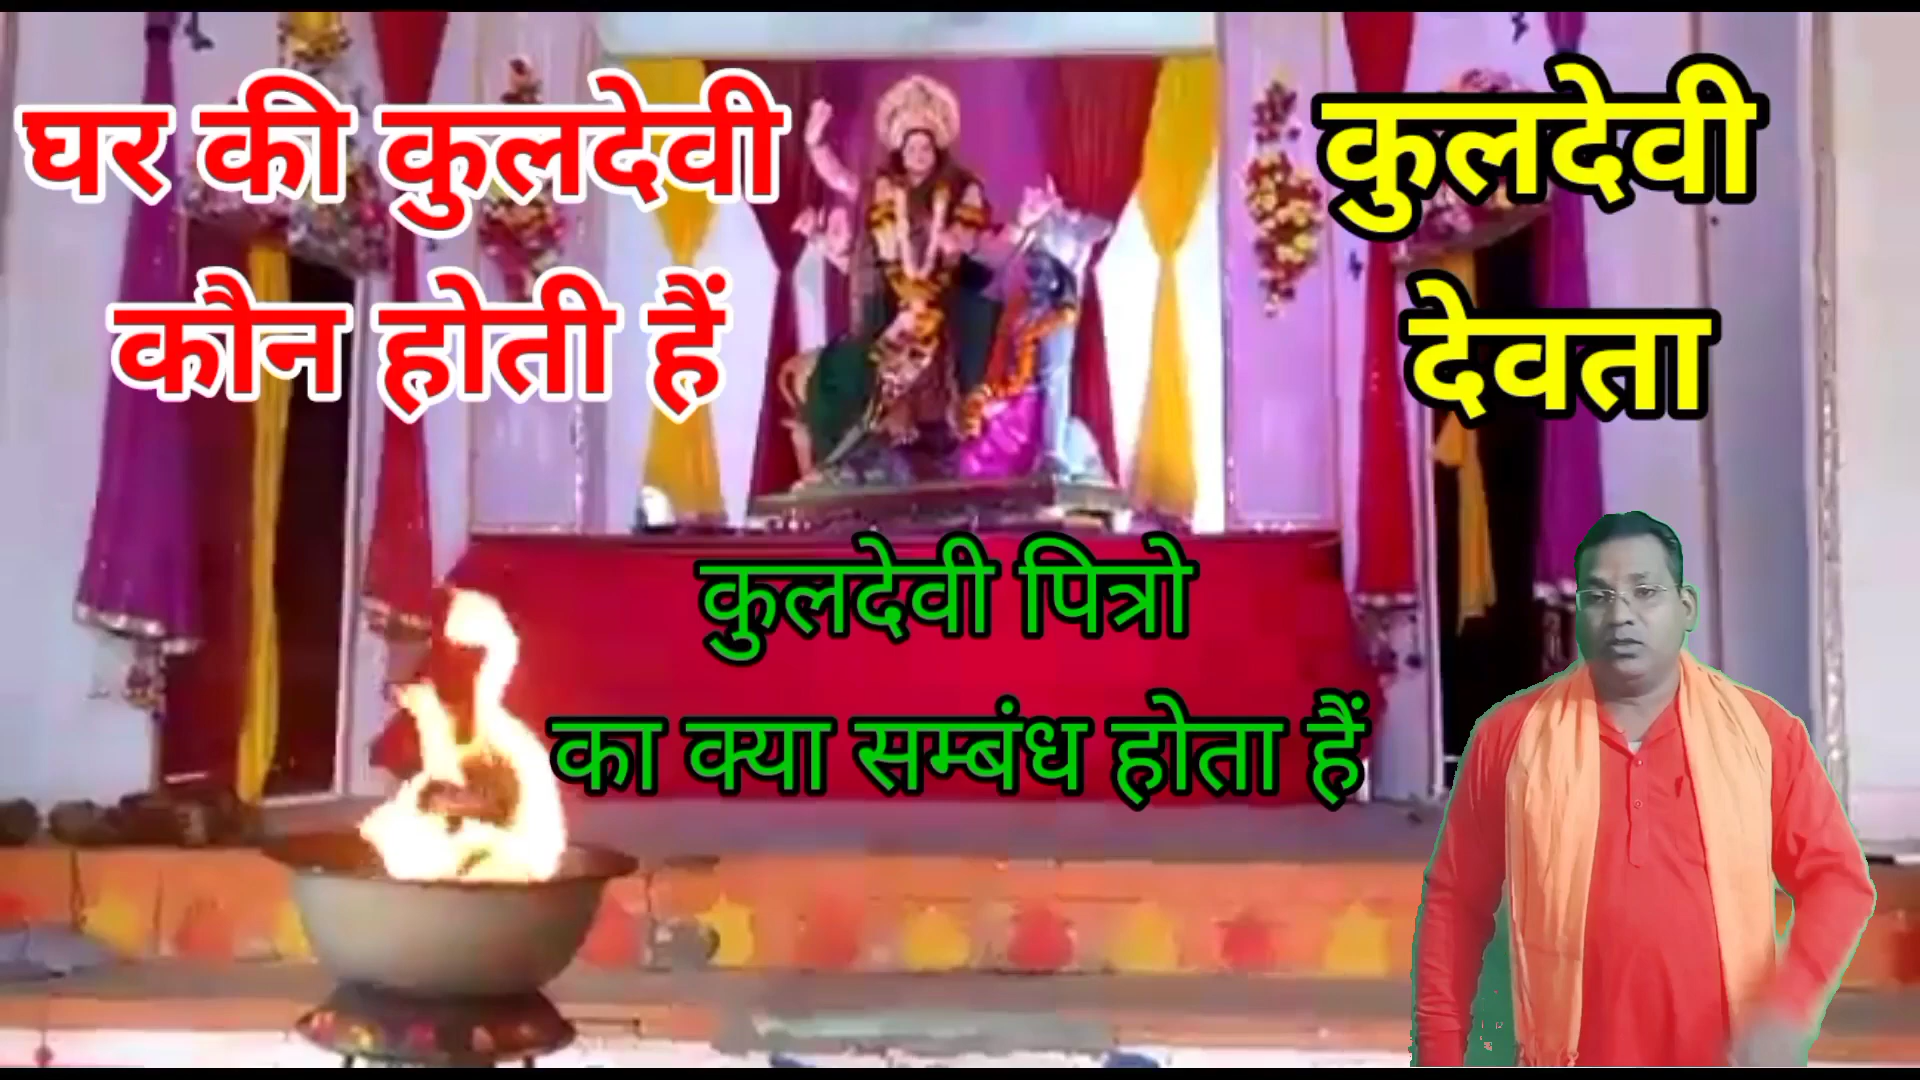 घर की कुलदेवी
कौन होती हैं
कुलदेवी
देवता
कुलदेवी पित्रो
का क्या सम्बंध होता हैं